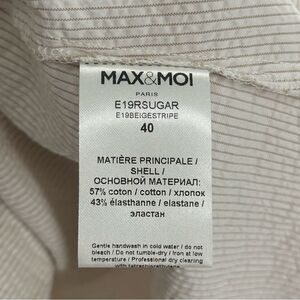 MAX&MOI
PARIS
E19RSUGAR
E19BEIGESTRIPE
40
MATIÈRE PRINCIPALE /
SHELL /
ОСНОВНОЙ МАТЕРИАЛ:
57% coton / cotton / хлопок
43% élasthanne / elastane /
эластан
Gentle handwash in cold water / do not
bleach / Do not tumble-dry / Iron at low
temperature / Professional dry cleaning
with tetrachlorethylene